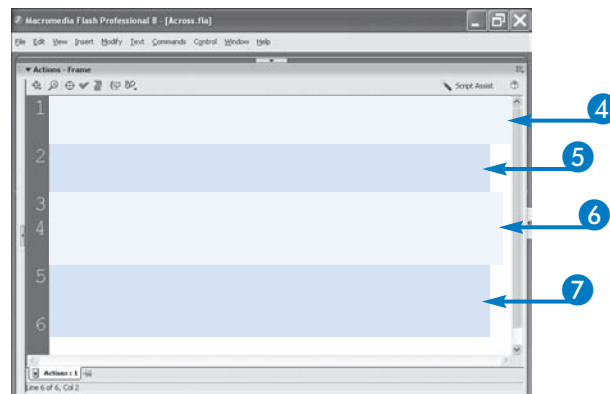 Macromedia Flash Professional 8 - [Across.fla]
File Edit View Insert Modify Text Commands Control Window Help
Actions - Frame
Script Assist
1
4
2
5
3
4
6
5
7
6
Actions : 1
Line 6 of 6, Col 2